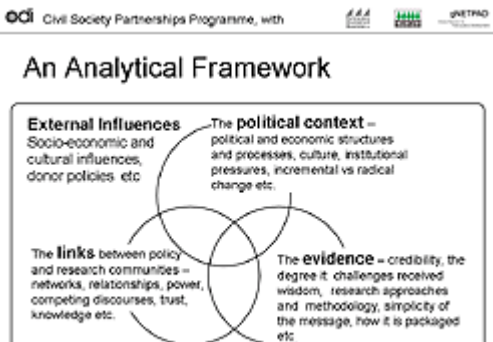 odi Civil Society Partnerships Programme, with
An Analytical Framework
External Influences
Socio-economic and
cultural influences,
donor policies etc
The political context –
political and economic structures
and processes, culture, institutional
pressures, incremental vs radical
change etc.
The links between policy
and research communities –
networks, relationships, power,
competing discourses, trust,
knowledge etc.
The evidence – credibility, the
degree it challenges received
wisdom, research approaches
and methodology, simplicity of
the message, how it is packaged
etc